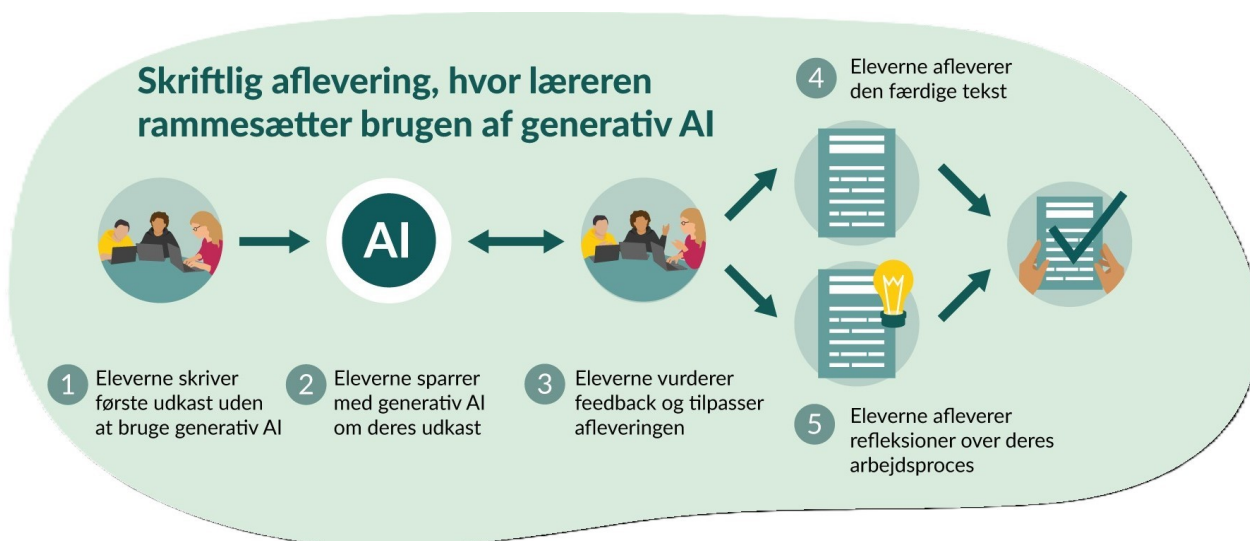 Skriftlig aflevering, hvor læreren
rammesætter brugen af generativ AI
AI
1 Eleverne skriver
første udkast uden
at bruge generativ AI
2 Eleverne sparrer
med generativ AI
om deres udkast
3 Eleverne vurderer
feedback og tilpasser
afleveringen
4 Eleverne afleverer
den færdige tekst
5 Eleverne afleverer
refleksioner over deres
arbejdsproces